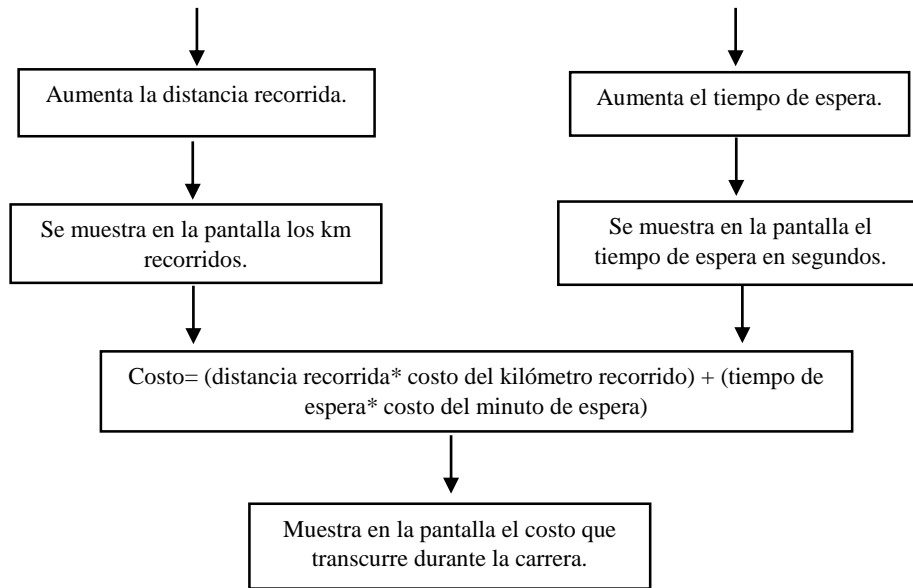 Aumenta la distancia recorrida.
Aumenta el tiempo de espera.
Se muestra en la pantalla los km
recorridos.
Se muestra en la pantalla el
tiempo de espera en segundos.
Costo= (distancia recorrida* costo del kilómetro recorrido) + (tiempo de
espera* costo del minuto de espera)
Muestra en la pantalla el costo que
transcurre durante la carrera.